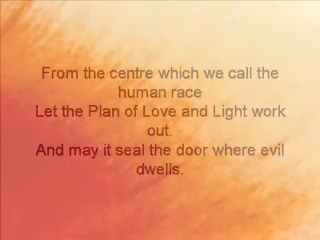 From the centre which we call the
human race
Let the Plan of Love and Light work
out.
And may it seal the door where evil
dwells.